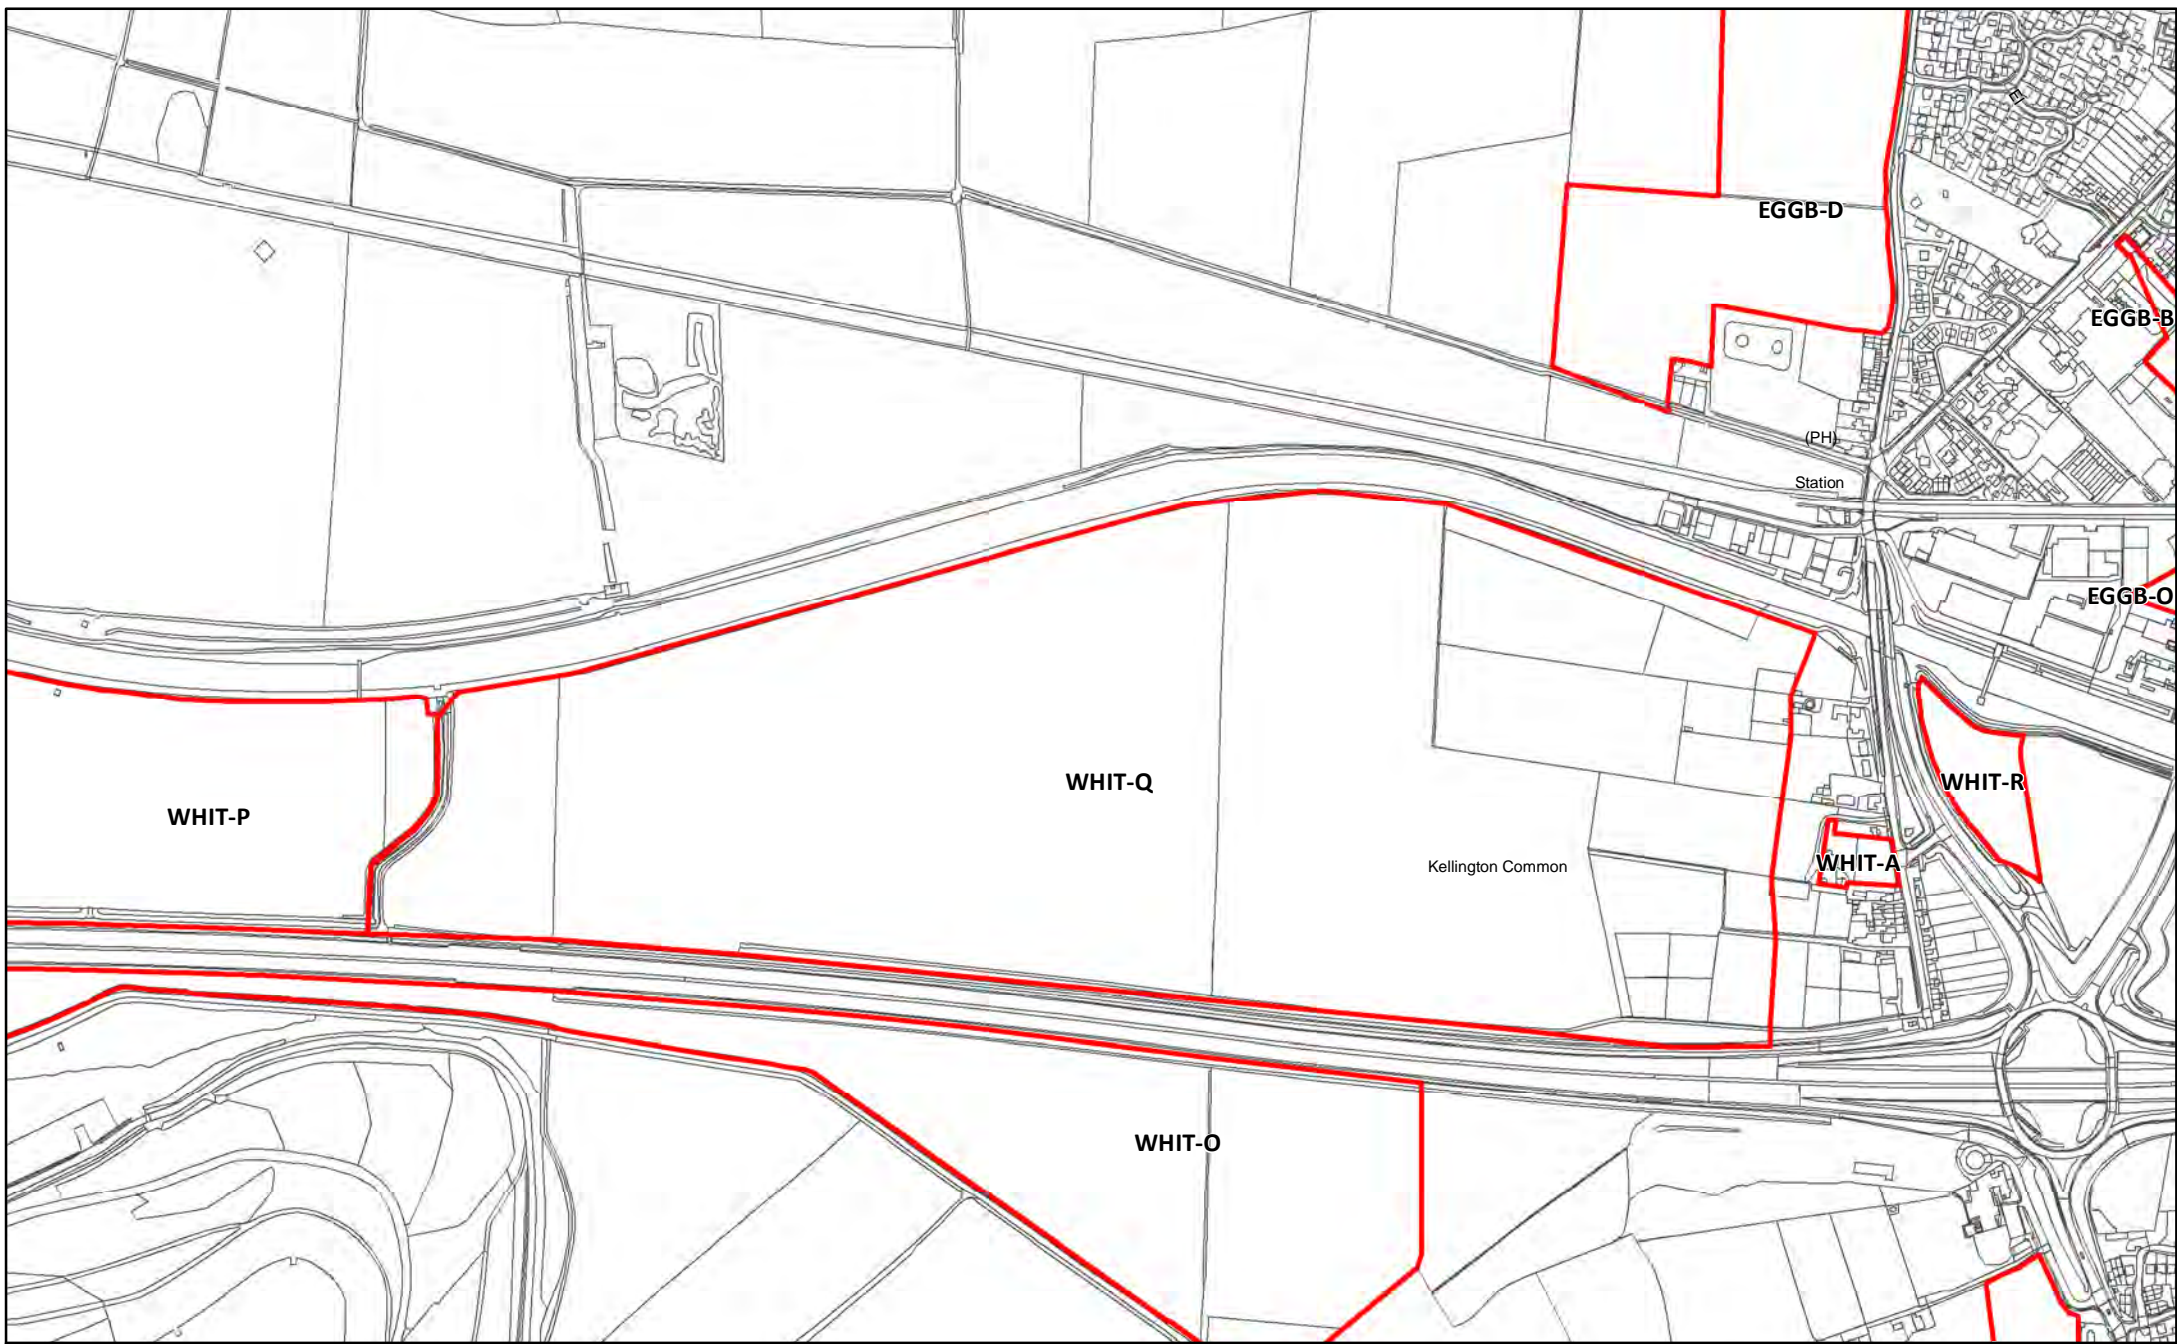 E
EGGB-D
EGGB-B
(PH)
Station
EGGB-O
WHIT-Q
WHIT-R
WHIT-P
WHIT-A
Kellington Common
WHIT-O